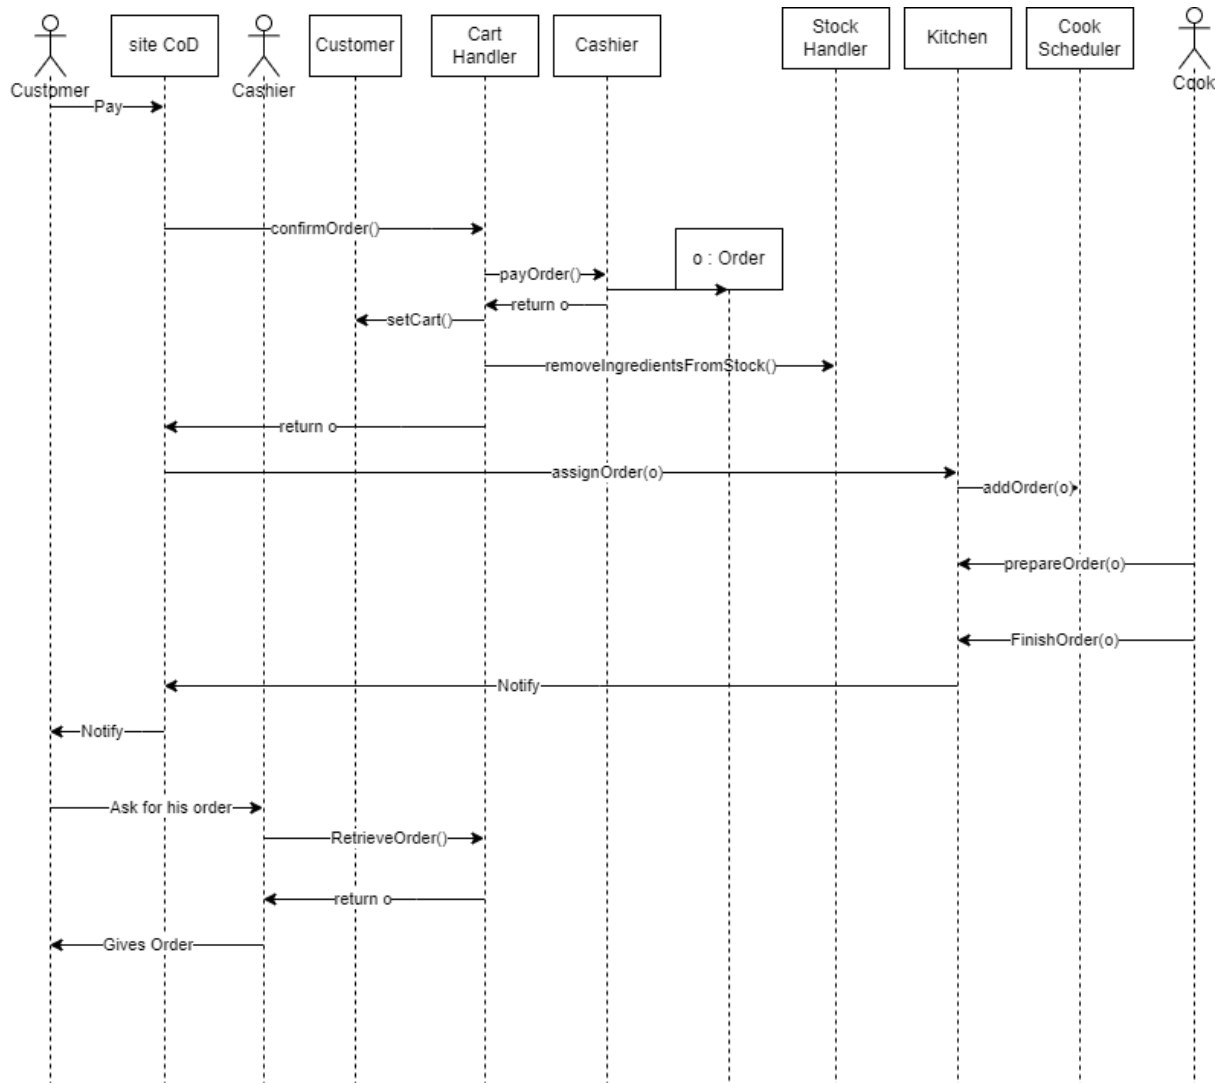 Customer
site CoD
Cashier
Customer
Cart
Handler
Cashier
Stock
Handler
Kitchen
Cook
Scheduler
Cook
Pay
confirmOrder()
o : Order
payOrder()
return o
setCart()
removeIngredientsFromStock()
return o
assignOrder(o)
addOrder(o)
prepareOrder(o)
FinishOrder(o)
Notify
Notify
Ask for his order
RetrieveOrder()
return o
Gives Order